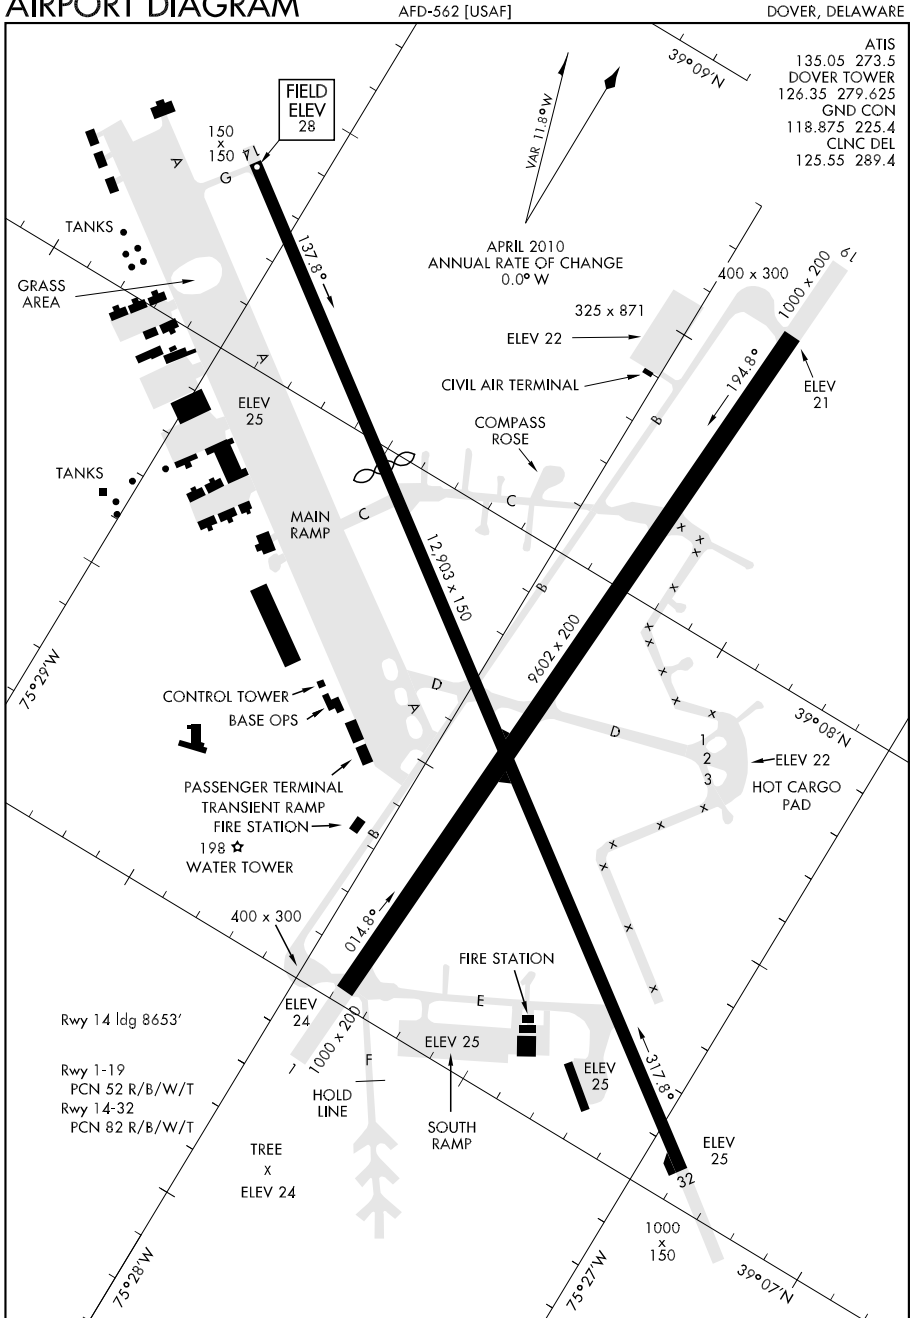 AIRPORT DIAGRAM
AFD-562 [USAF]
DOVER, DELAWARE
ATIS
135.05 273.5
DOVER TOWER
126.35 279.625
GND CON
118.875 225.4
CLNC DEL
125.55 289.4
39°09'N
FIELD
ELEV
28
150
x
150
14
A
G
VAR 11.8°W
TANKS
137.8°
APRIL 2010
ANNUAL RATE OF CHANGE
0.0° W
GRASS
AREA
400 x 300
1000 x 200
19
325 x 871
ELEV 22
A
194.8°
CIVIL AIR TERMINAL
ELEV
21
ELEV
25
B
COMPASS
ROSE
TANKS
MAIN
RAMP
C
C
12,903 x 150
B
9602 x 200
75°29'W
CONTROL TOWER
BASE OPS
D
A
D
39°08'N
1
2
3
ELEV 22
HOT CARGO
PAD
PASSENGER TERMINAL
TRANSIENT RAMP
FIRE STATION
198
WATER TOWER
B
400 x 300
014.8°
FIRE STATION
ELEV
24
E
Rwy 14 ldg 8653'
1000 x 200
1
ELEV 25
F
HOLD
LINE
Rwy 1-19
PCN 52 R/B/W/T
Rwy 14-32
PCN 82 R/B/W/T
ELEV
25
317.8°
SOUTH
RAMP
TREE
X
ELEV 24
ELEV
25
32
1000
x
150
75°28'W
75°27'W
39°07'N